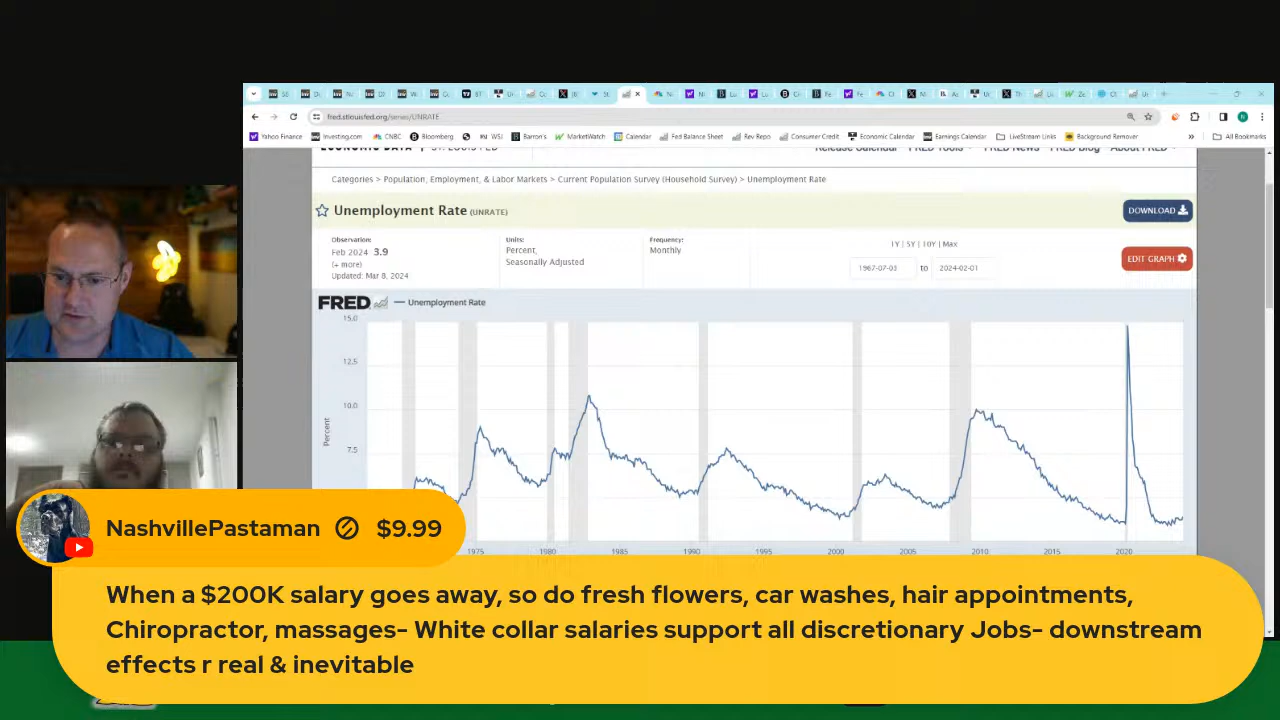 fred.stlouisfed.org/series/UNRATE
Yahoo Finance Investing.com CNBC Bloomberg WSJ Barron's MarketWatch Calendar Fed Balance Sheet Rev Repo Consumer Credit Economic Calendar Earnings Calendar LiveStream Links Background Remover » All Bookmarks
ECONOMIC DATA | ST. LOUIS FED
Release Calendar FRED Tools FRED News FRED Blog About FRED
Categories > Population, Employment, & Labor Markets > Current Population Survey (Household Survey) > Unemployment Rate
Unemployment Rate (UNRATE)
DOWNLOAD
Observation:
Feb 2024 3.9
(+ more)
Updated: Mar 8, 2024
Units:
Percent,
Seasonally Adjusted
Frequency:
Monthly
1Y | 5Y | 10Y | Max
1967-07-03 to 2024-02-01
EDIT GRAPH
FRED — Unemployment Rate
15.0
12.5
10.0
7.5
Percent
1975 1980 1985 1990 1995 2000 2005 2010 2015 2020
NashvillePastaman $9.99
When a $200K salary goes away, so do fresh flowers, car washes, hair appointments,
Chiropractor, massages- White collar salaries support all discretionary Jobs- downstream
effects r real & inevitable